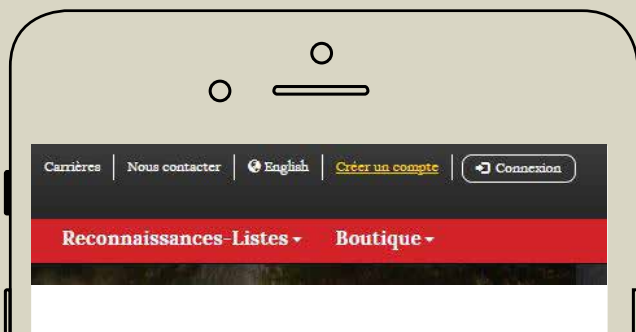 Carrières Nous contacter English Créer un compte Connexion
Reconnaissances-Listes Boutique